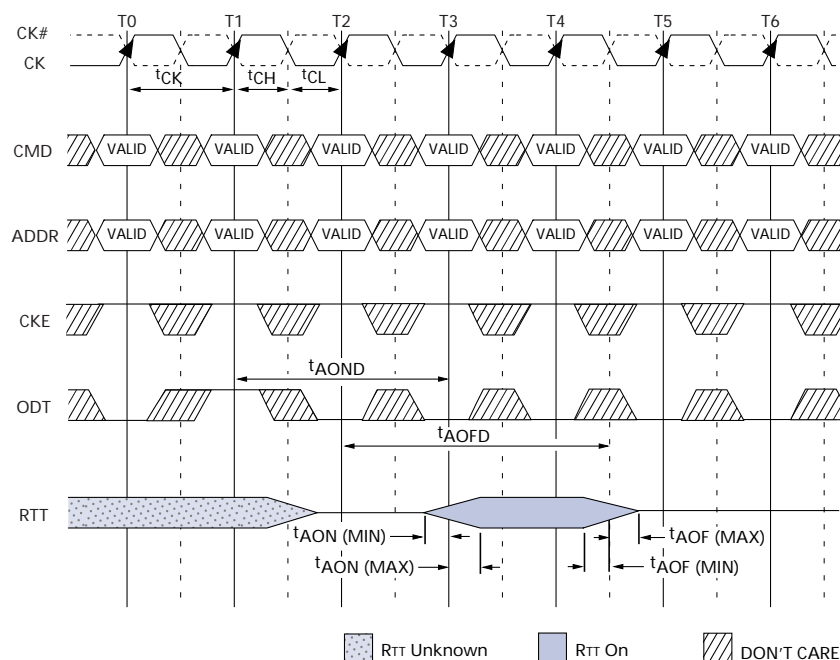 T0 T1 T2 T3 T4 T5 T6
CK#
CK
tCK tCH tCL
CMD VALID VALID VALID VALID VALID VALID VALID
ADDR VALID VALID VALID VALID VALID VALID VALID
CKE
tAOND
ODT
tAOFD
RTT
tAON (MIN) tAOF (MAX)
tAON (MAX) tAOF (MIN)
RTT Unknown RTT On DON'T CARE